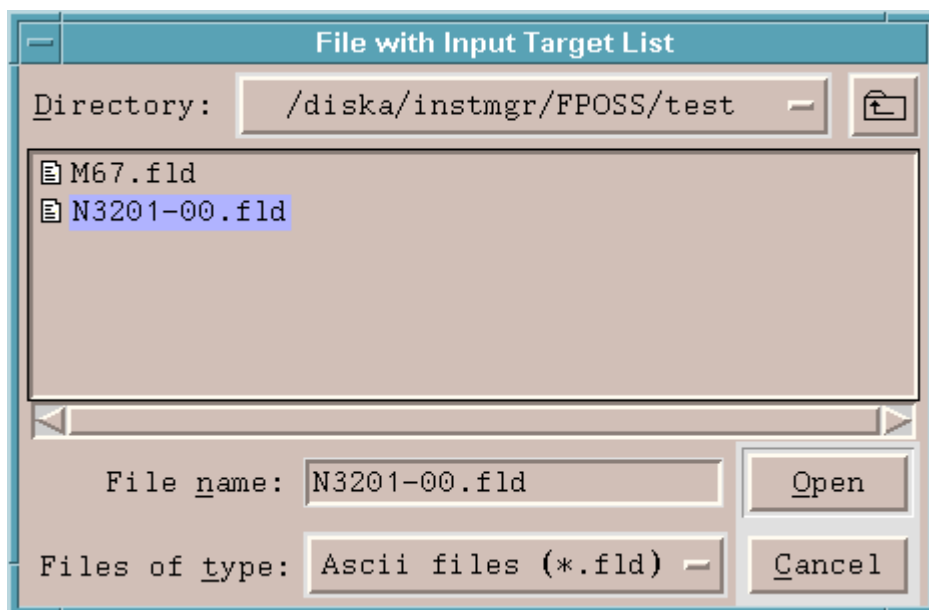 File with Input Target List
Directory: /diska/instmgr/FPOSS/test
M67.fld
N3201-00.fld
File name: N3201-00.fld Open
Files of type: Ascii files (*.fld) Cancel